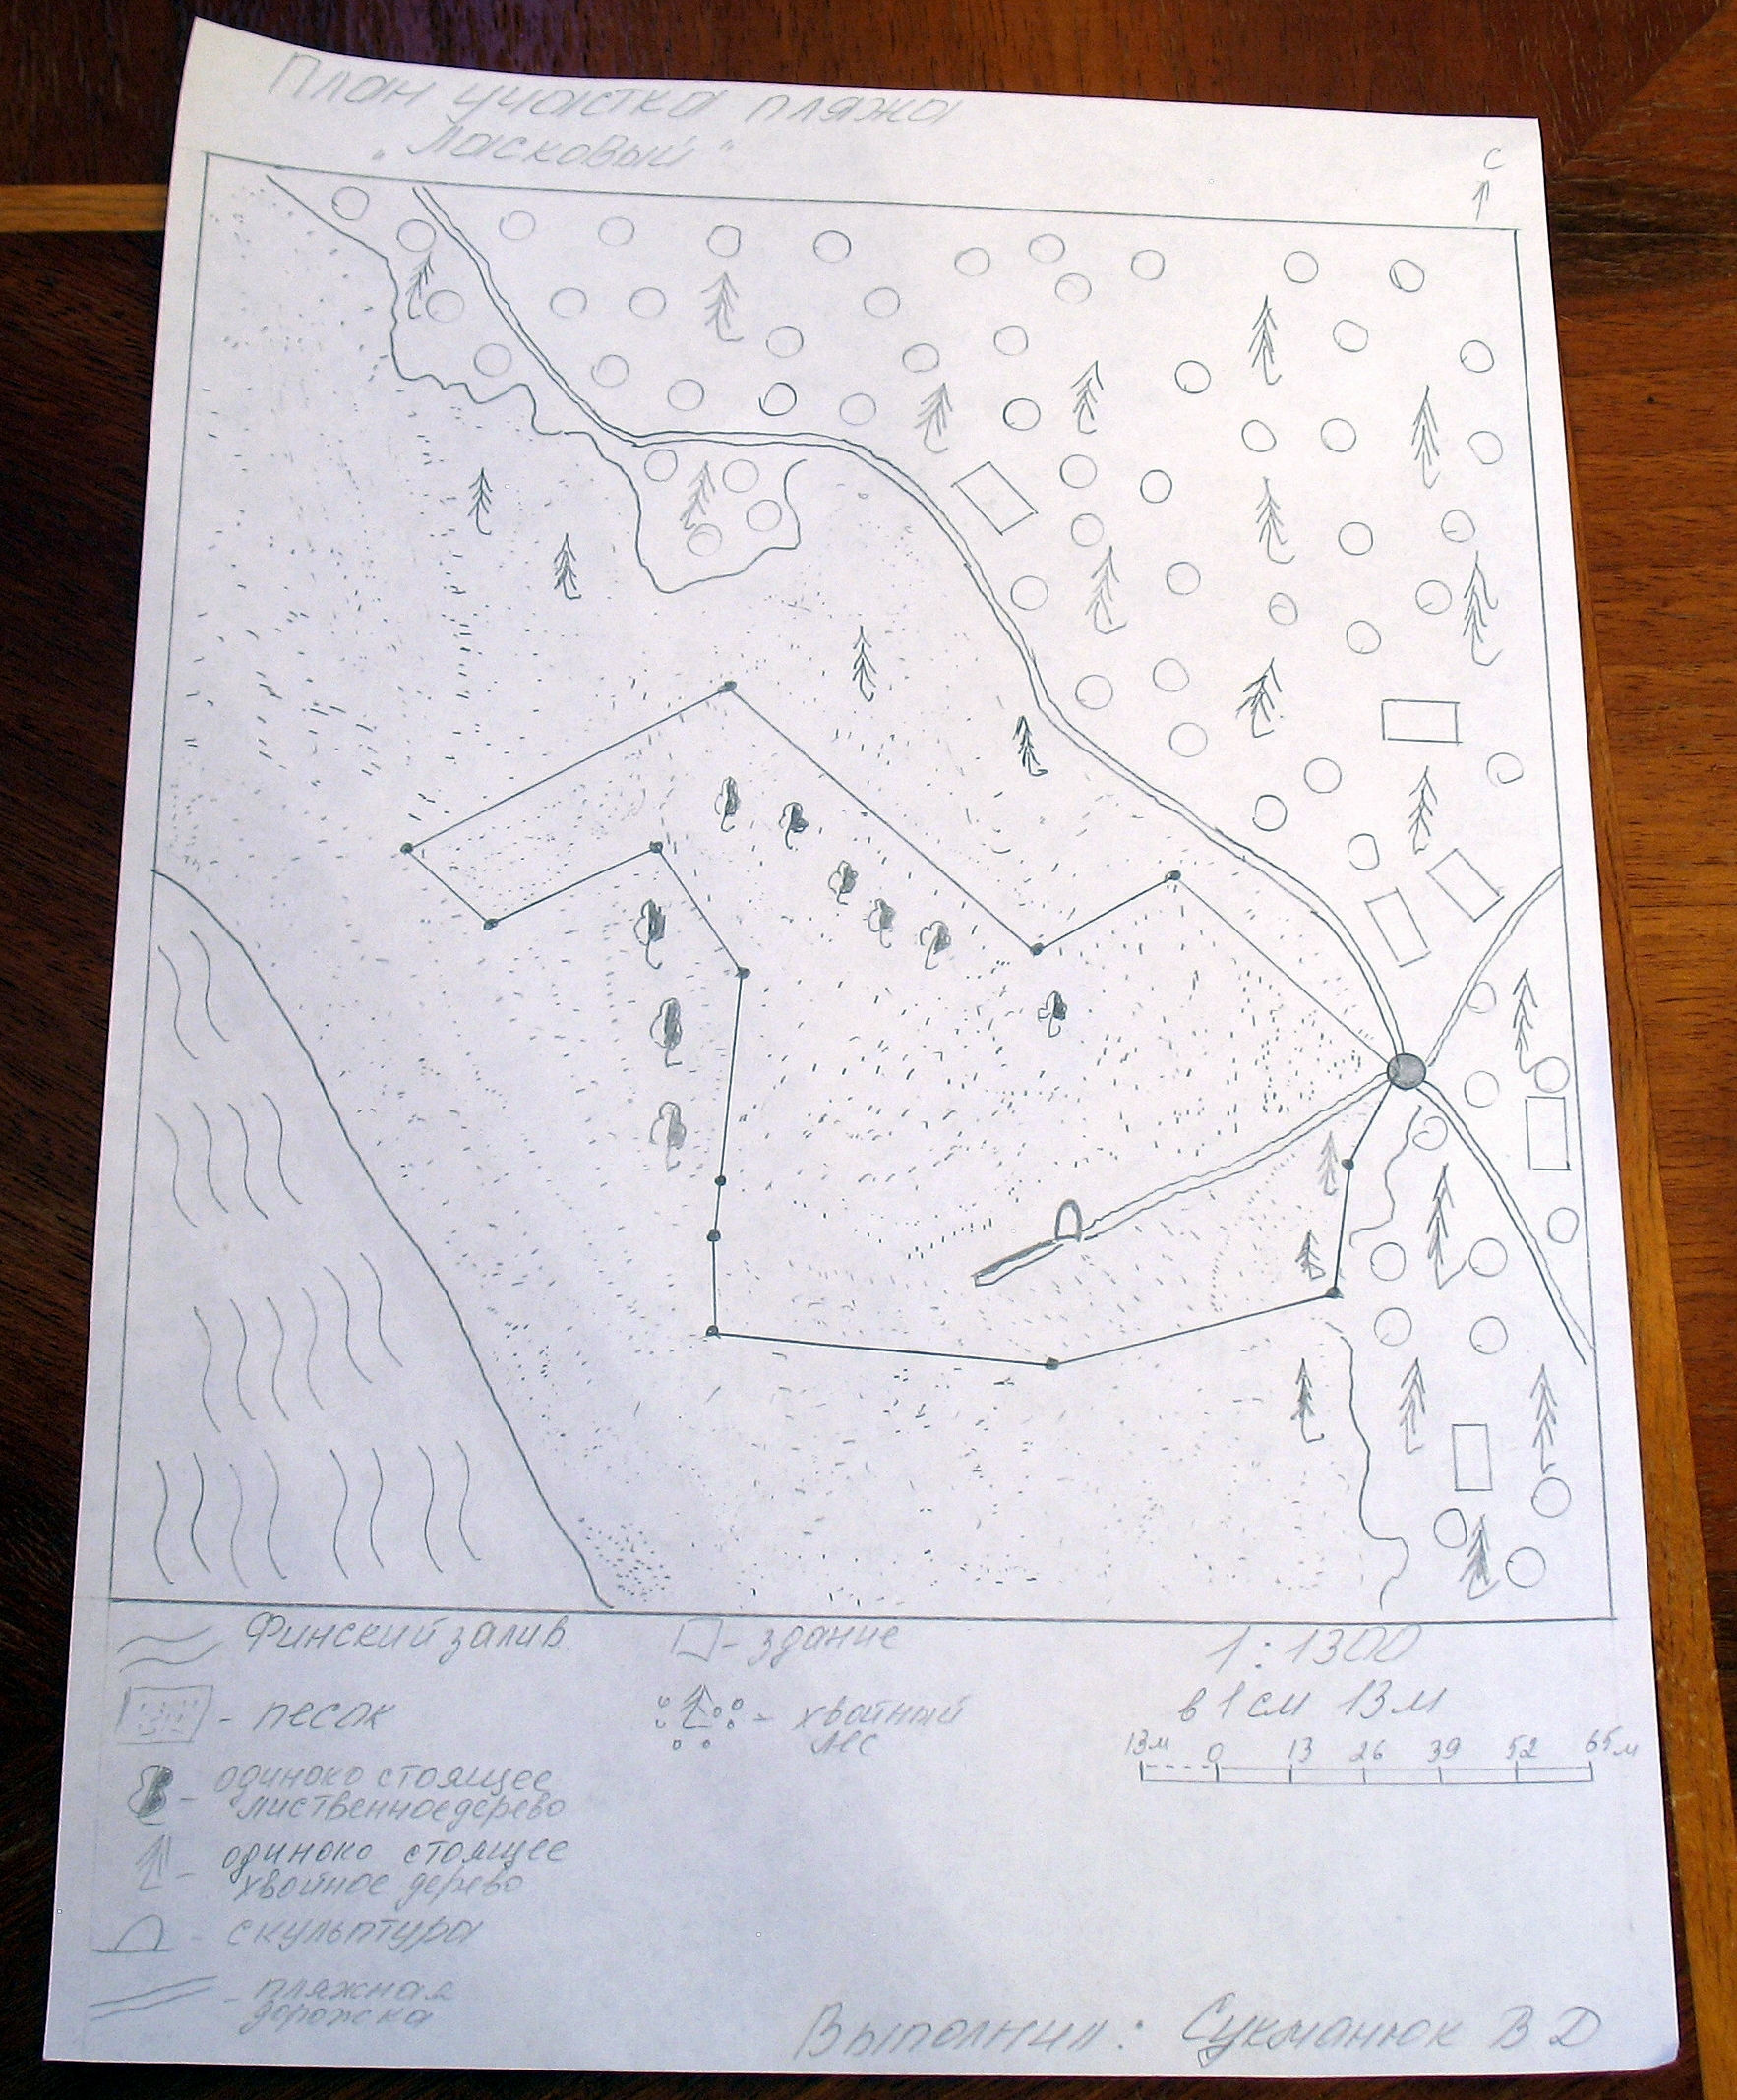 План участка пляжа
„Ласковый"
С
Финский залив.
- песок
- одиноко стоящее
лиственное дерево
- одиноко стоящее
хвойное дерево
- скульптура
- пляжная
дорожка
- здание
- хвойный
лес
1:1300
в 1 см 13 м
13м 0 13 26 39 52 65м
Выполнил: Сукманюк В Д